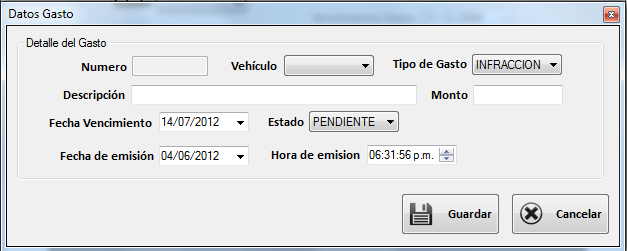 Datos Gasto
Detalle del Gasto
Numero Vehículo Tipo de Gasto INFRACCION
Descripción Monto
Fecha Vencimiento 14/07/2012 Estado PENDIENTE
Fecha de emisión 04/06/2012 Hora de emision 06:31:56 p.m.
Guardar Cancelar